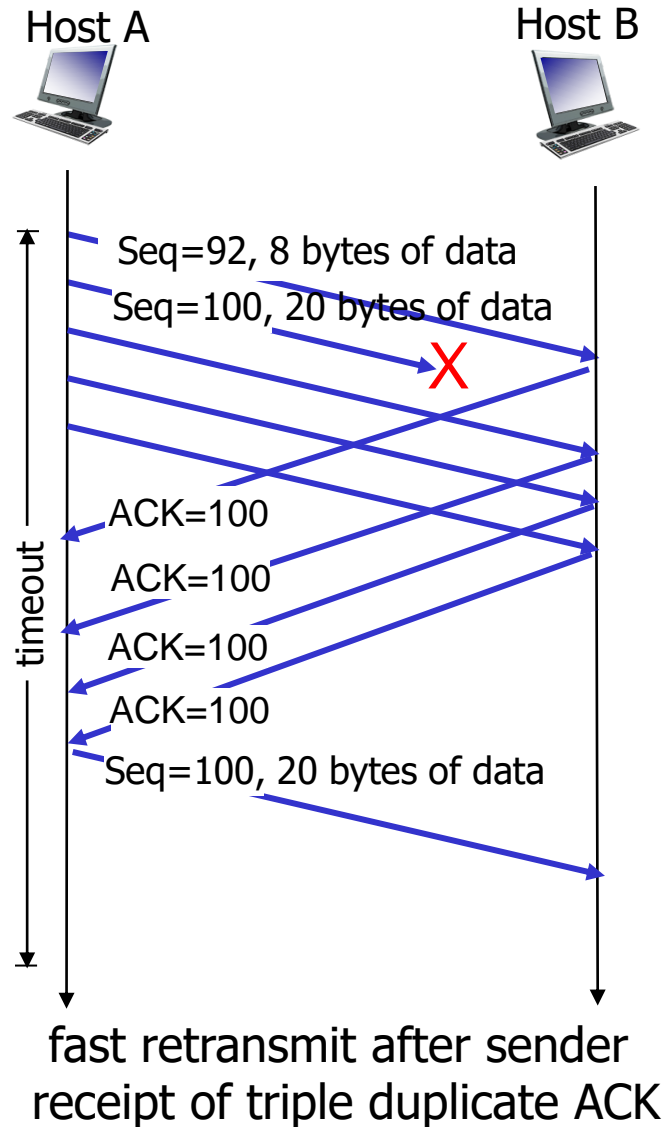 Host A
Host B
Seq=92, 8 bytes of data
Seq=100, 20 bytes of data
X
ACK=100
timeout
ACK=100
ACK=100
ACK=100
Seq=100, 20 bytes of data
fast retransmit after sender
receipt of triple duplicate ACK